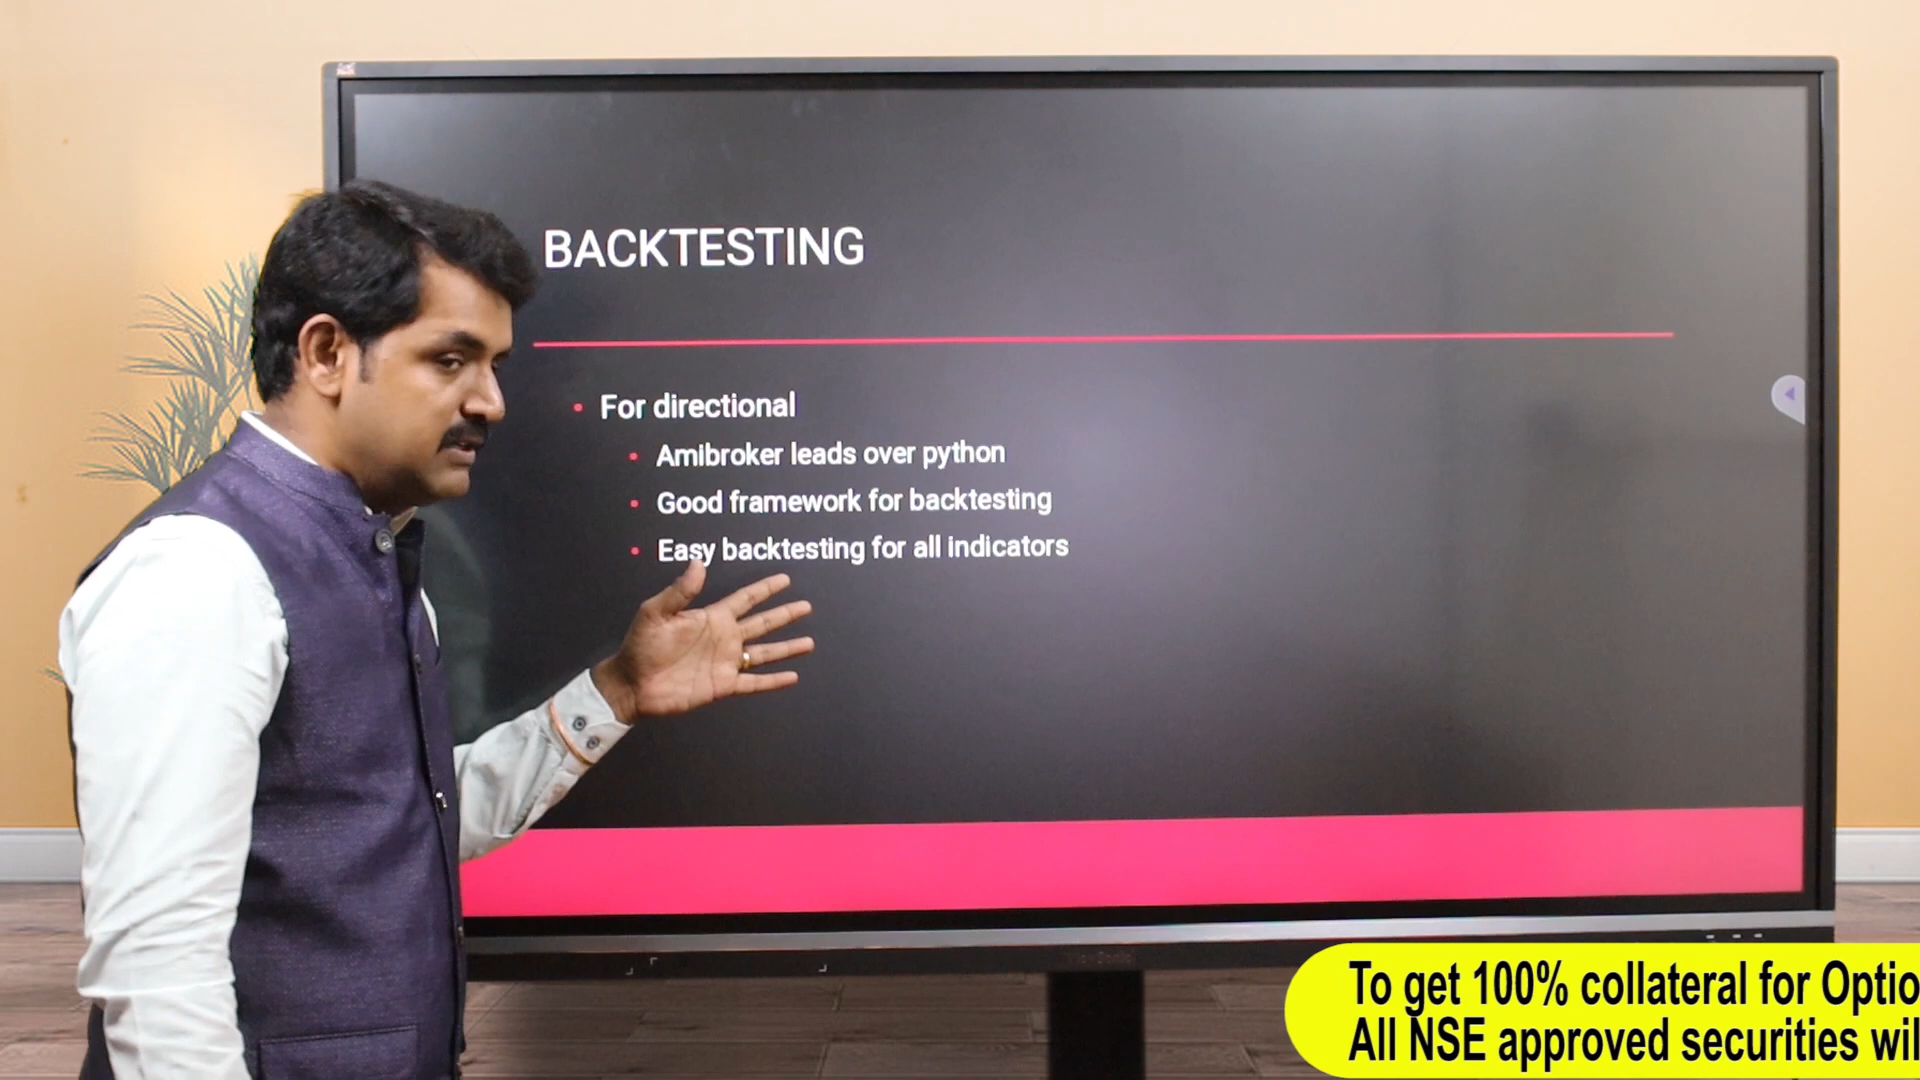 BACKTESTING
For directional
Amibroker leads over python
Good framework for backtesting
Easy backtesting for all indicators
To get 100% collateral for Optio
All NSE approved securities wil